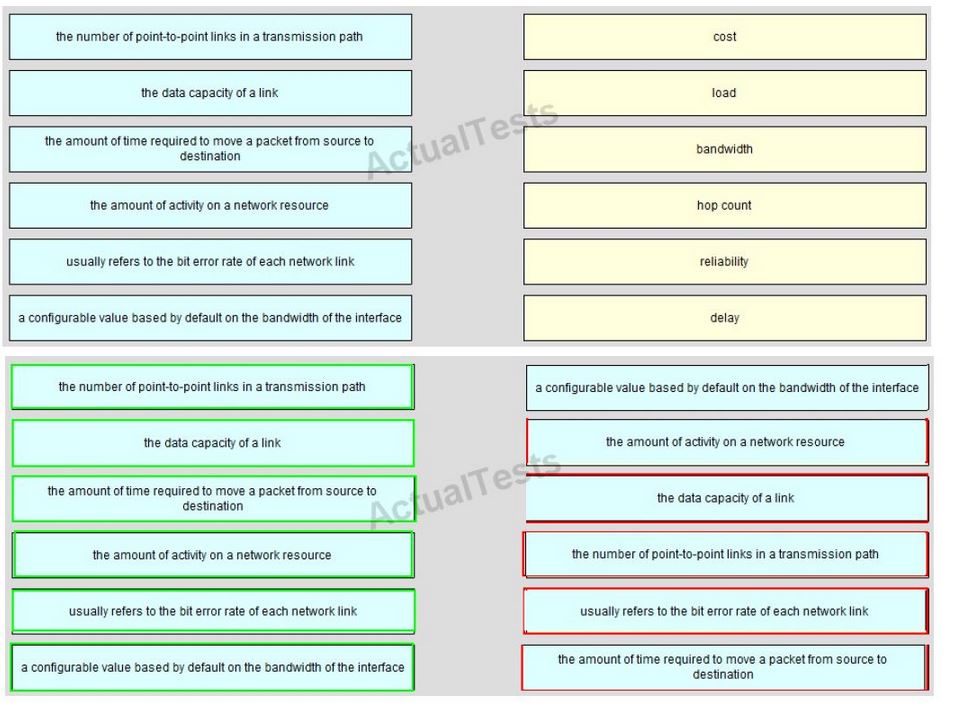 the number of point-to-point links in a transmission path
cost
the data capacity of a link
load
the amount of time required to move a packet from source to
destination
bandwidth
the amount of activity on a network resource
hop count
usually refers to the bit error rate of each network link
reliability
a configurable value based by default on the bandwidth of the interface
delay
ActualTests
the number of point-to-point links in a transmission path
a configurable value based by default on the bandwidth of the interface
the data capacity of a link
the amount of activity on a network resource
the amount of time required to move a packet from source to
destination
the data capacity of a link
the amount of activity on a network resource
the number of point-to-point links in a transmission path
usually refers to the bit error rate of each network link
usually refers to the bit error rate of each network link
a configurable value based by default on the bandwidth of the interface
the amount of time required to move a packet from source to
destination
ActualTests